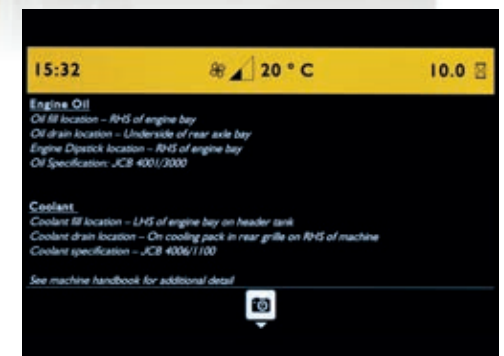 15:32 20 ° C 10.0
Engine Oil
Oil fill location – RHS of engine bay
Oil drain location – Underside of rear axle bay
Engine Dipstick location – RHS of engine bay
Oil Specification: JCB 4001/3000
Coolant
Coolant fill location – LHS of engine bay on header tank
Coolant drain location – On cooling pack in rear grille on RHS of machine
Coolant specification – JCB 4006/1100
See machine handbook for additional detail